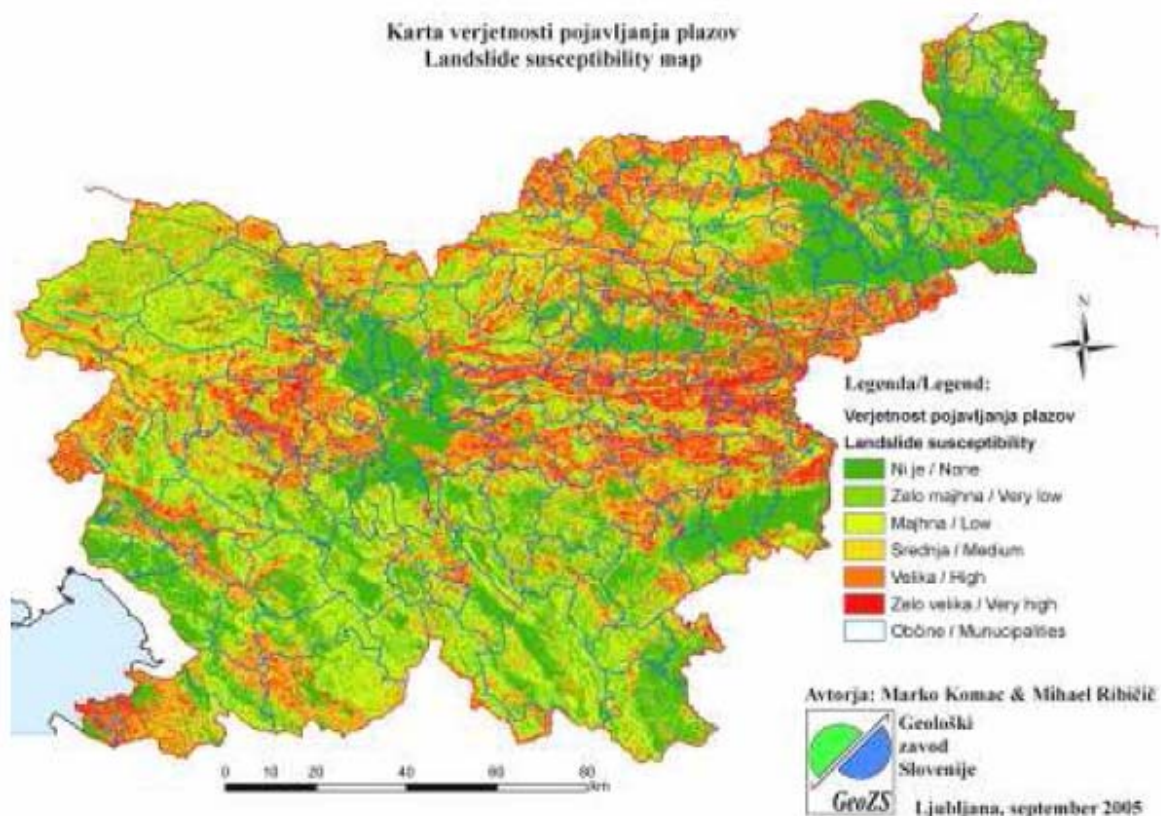 Karta verjetnosti pojavljanja plazov
Landslide susceptibility map
N
Legenda/Legend:
Verjetnost pojavljanja plazov
Landslide susceptibility
Ni je / None
Zelo majhna / Very low
Majhna / Low
Srednja / Medium
Velika / High
Zelo velika / Very high
Občine / Munucipalities
Avtorja: Marko Komac & Mihael Ribičič
Geološki
zavod
Slovenije
GeoZS
Ljubljana, september 2005
0 10 20 40 60 80
km